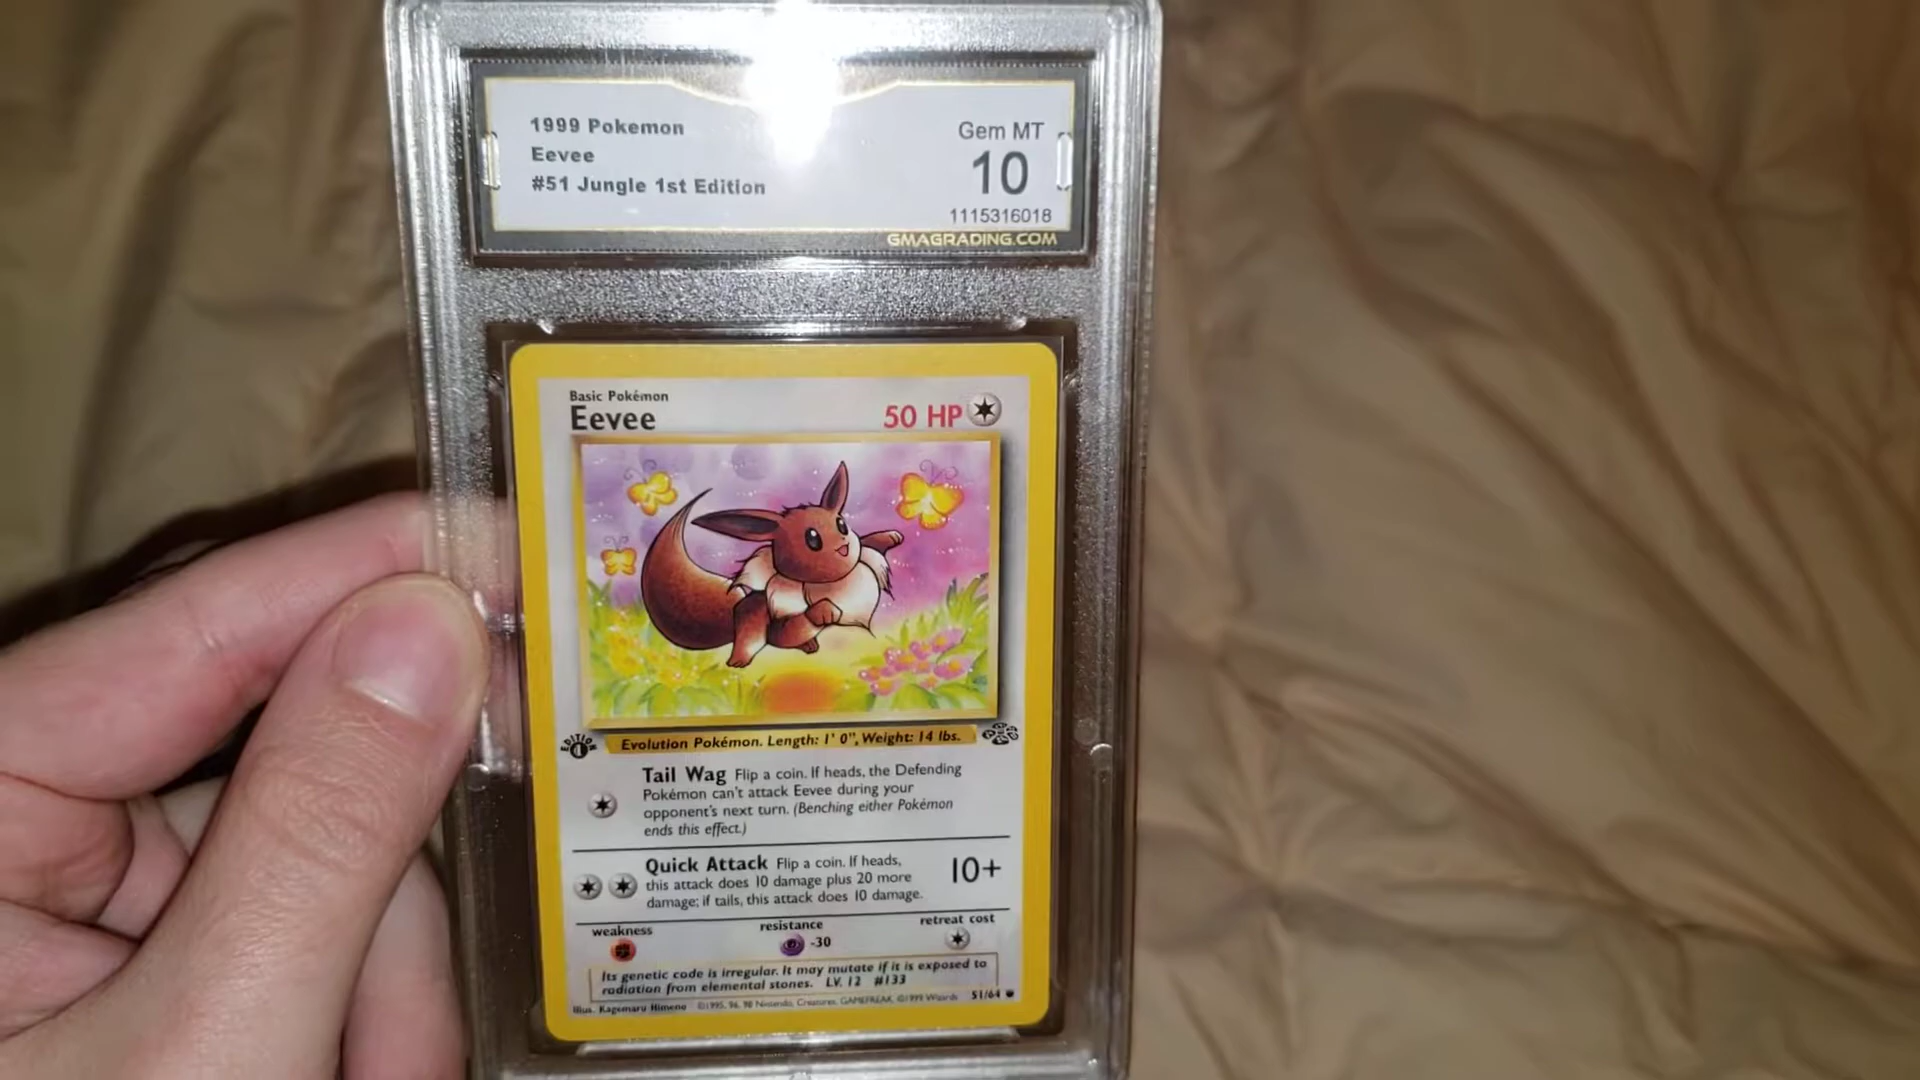 1999 Pokemon
Eevee
#51 Jungle 1st Edition
Gem MT
10
1115316018
GMAGRADING.COM
Basic Pokémon
Eevee
50 HP
EDITION
1
Evolution Pokémon. Length: 1' 0", Weight: 14 lbs.
Tail Wag Flip a coin. If heads, the Defending
Pokémon can't attack Eevee during your
opponent's next turn. (Benching either Pokémon
ends this effect.)
Quick Attack Flip a coin. If heads,
this attack does 10 damage plus 20 more
damage; if tails, this attack does 10 damage.
10+
weakness
resistance
-30
retreat cost
Its genetic code is irregular. It may mutate if it is exposed to
radiation from elemental stones. LV. 12 #133
Illus. Kagemaru Himeno ©1995, 96, 98 Nintendo, Creatures, GAMEFREAK. ©1999 Wizards 51/64